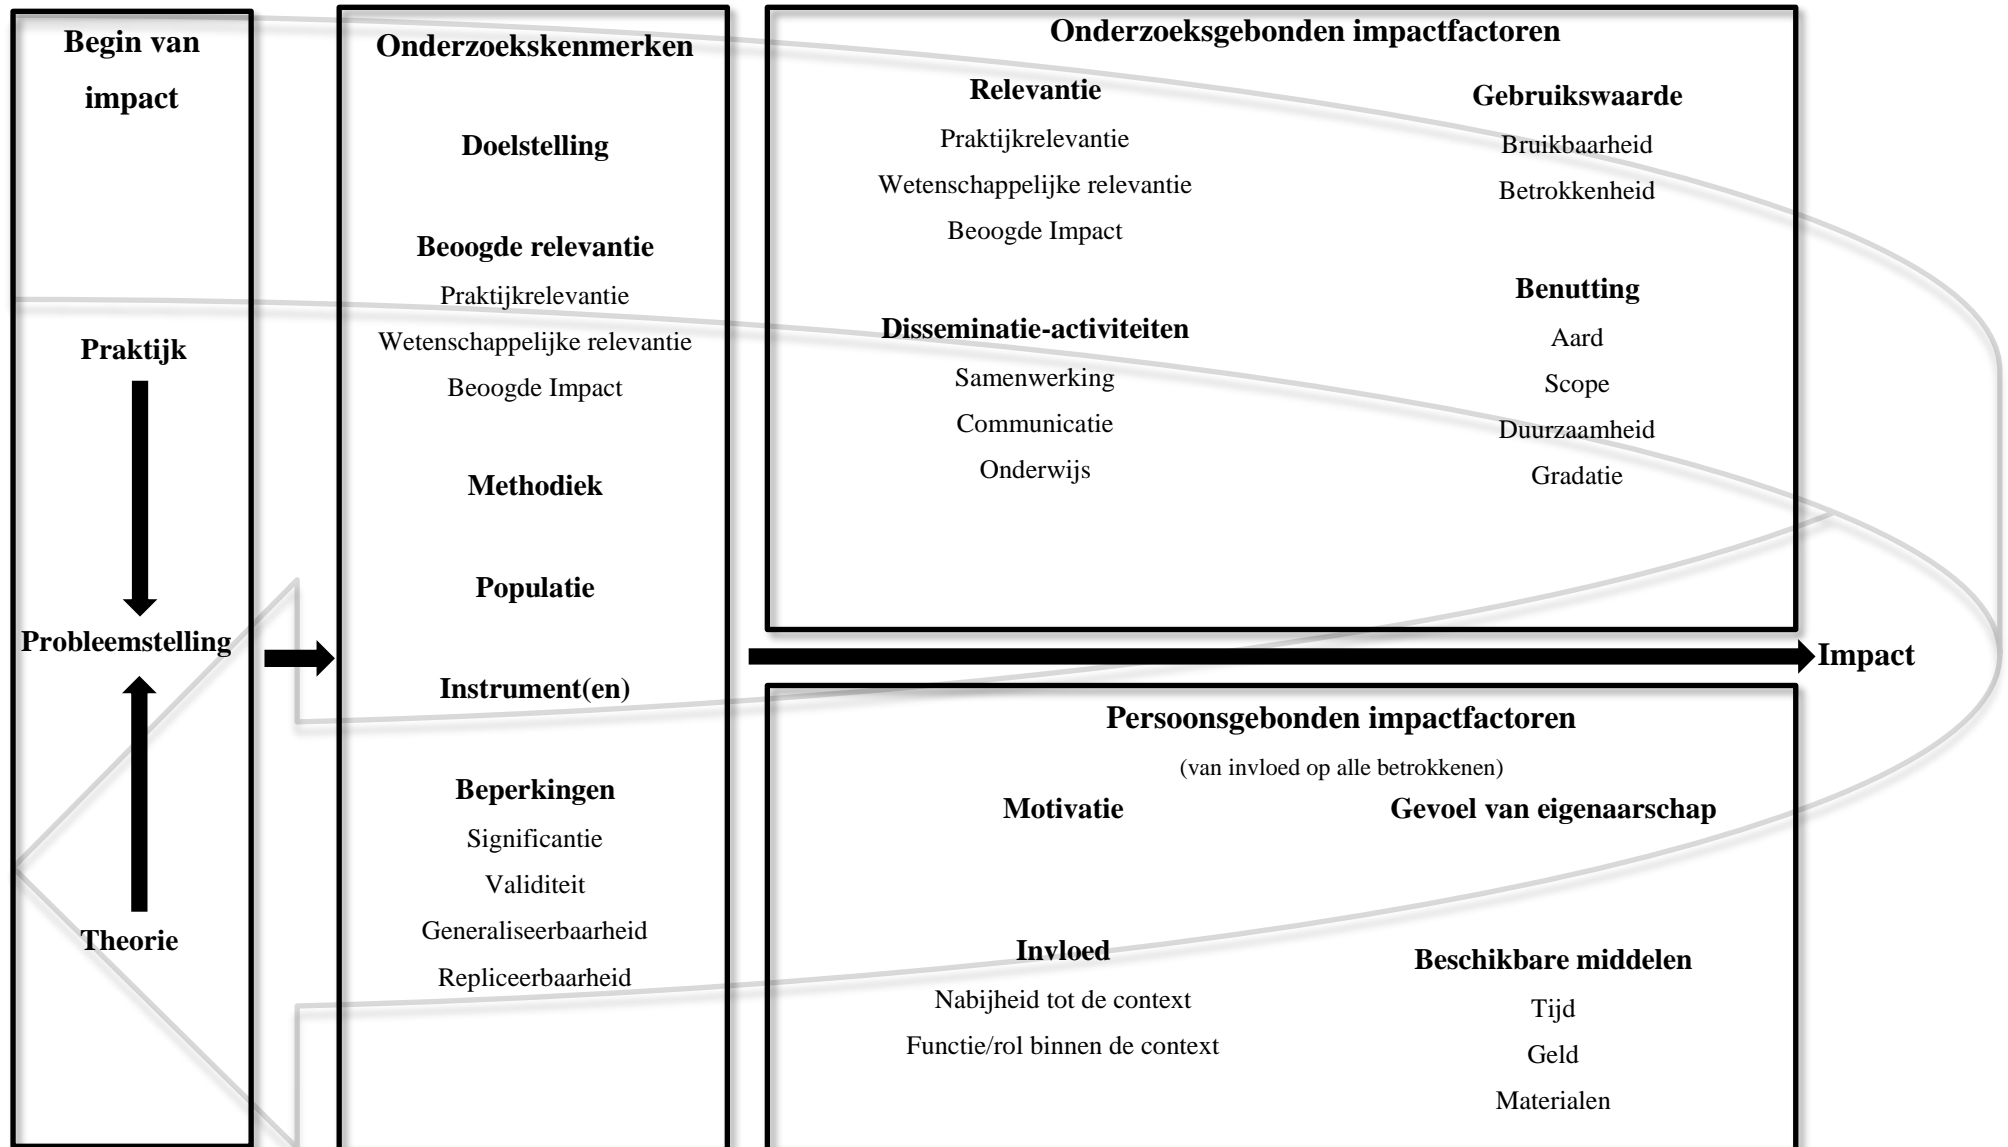 Begin van
impact
Praktijk
Probleemstelling
Theorie
Onderzoekskenmerken
Doelstelling
Beoogde relevantie
Praktijkrelevantie
Wetenschappelijke relevantie
Beoogde Impact
Methodiek
Populatie
Instrument(en)
Beperkingen
Significantie
Validiteit
Generaliseerbaarheid
Repliceerbaarheid
Onderzoeksgebonden impactfactoren
Relevantie
Praktijkrelevantie
Wetenschappelijke relevantie
Beoogde Impact
Disseminatie-activiteiten
Samenwerking
Communicatie
Onderwijs
Gebruikswaarde
Bruikbaarheid
Betrokkenheid
Benutting
Aard
Scope
Duurzaamheid
Gradatie
Impact
Persoonsgebonden impactfactoren
(van invloed op alle betrokkenen)
Motivatie
Gevoel van eigenaarschap
Invloed
Nabijheid tot de context
Functie/rol binnen de context
Beschikbare middelen
Tijd
Geld
Materialen